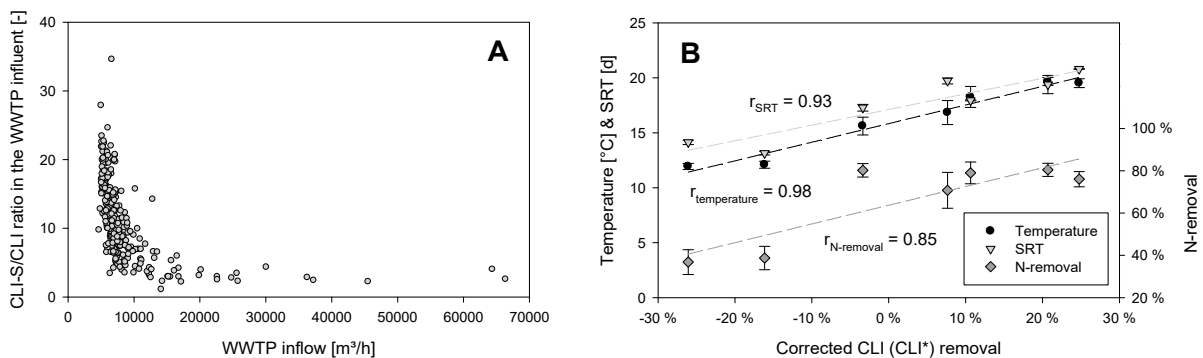 CLI-S/CLI ratio in the WWTP influent [-]
40
30
20
10
0
A
0
10000
20000
30000
40000
50000
60000
70000
WWTP inflow [m³/h]
Temperature [°C] & SRT [d]
25
20
15
10
5
0
B
r_SRT = 0.93
r_temperature = 0.98
r_N-removal = 0.85
Temperature
SRT
N-removal
100 %
80 %
60 %
40 %
20 %
N-removal
-30 %
-20 %
-10 %
0 %
10 %
20 %
30 %
Corrected CLI (CLI*) removal